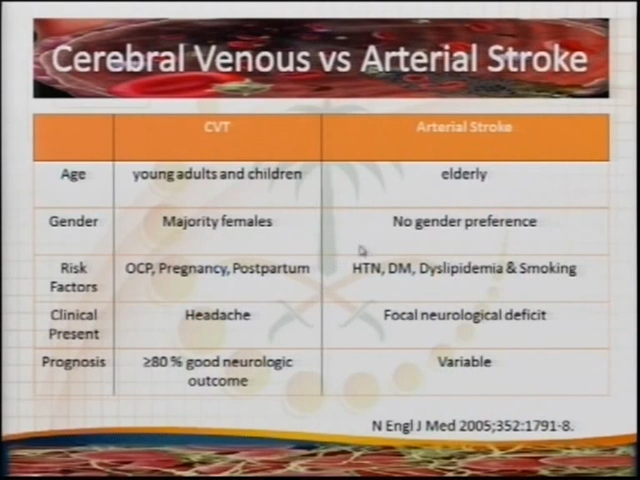 Cerebral Venous vs Arterial Stroke
CVT Arterial Stroke
Age young adults and children elderly
Gender Majority females No gender preference
Risk Factors OCP, Pregnancy, Postpartum HTN, DM, Dyslipidemia & Smoking
Clinical Present Headache Focal neurological deficit
Prognosis ≥80 % good neurologic outcome Variable
N Engl J Med 2005;352:1791-8.